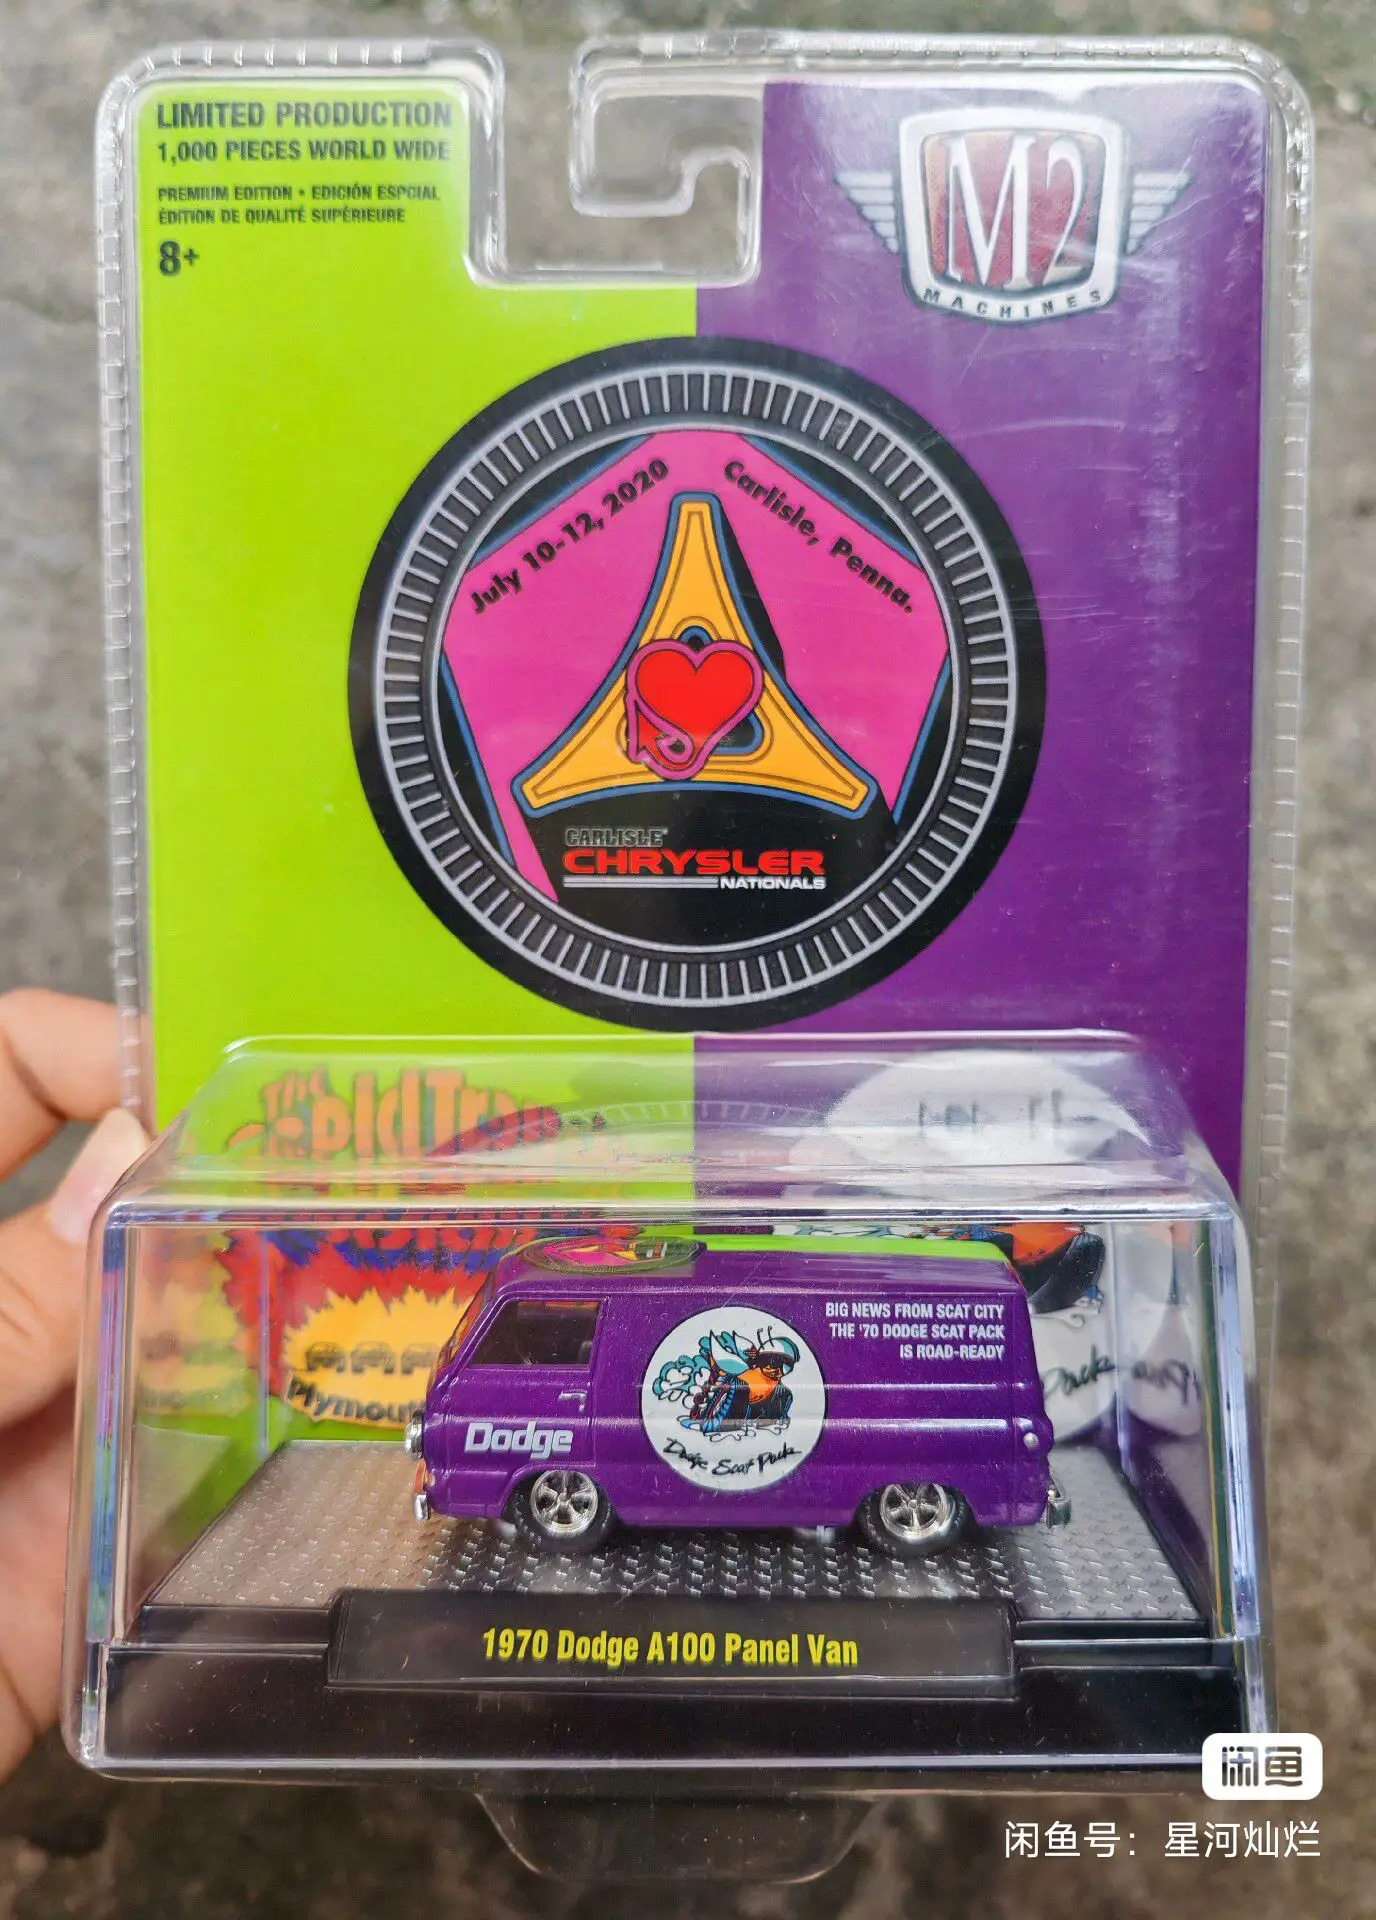 LIMITED PRODUCTION
1,000 PIECES WORLD WIDE
PREMIUM EDITION • EDICIÓN ESPCIAL
ÉDITION DE QUALITÉ SUPÉRIEURE
8+
M2
MACHINES
July 10-12, 2020
Carlisle, Penna.
CARLISLE
CHRYSLER
NATIONALS
The
Plymouth
BIG NEWS FROM SCAT CITY
THE '70 DODGE SCAT PACK
IS ROAD-READY
Dodge
Dodge Scat Pack
Pack
1970 Dodge A100 Panel Van
闲鱼
闲鱼号：星河灿烂